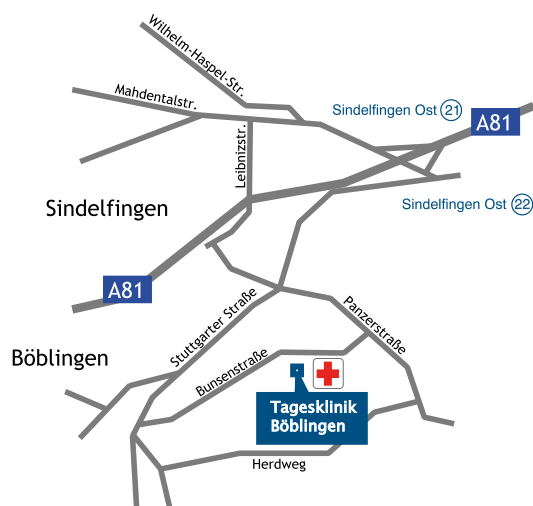 Wilhelm-Haspel-Str.
Mahdentalstr.
Sindelfingen Ost 21
A81
Leibnizstr.
Sindelfingen
Sindelfingen Ost 22
A81
Stuttgarter Straße
Panzerstraße
Böblingen
Bunsenstraße
Tagesklinik
Böblingen
Herdweg